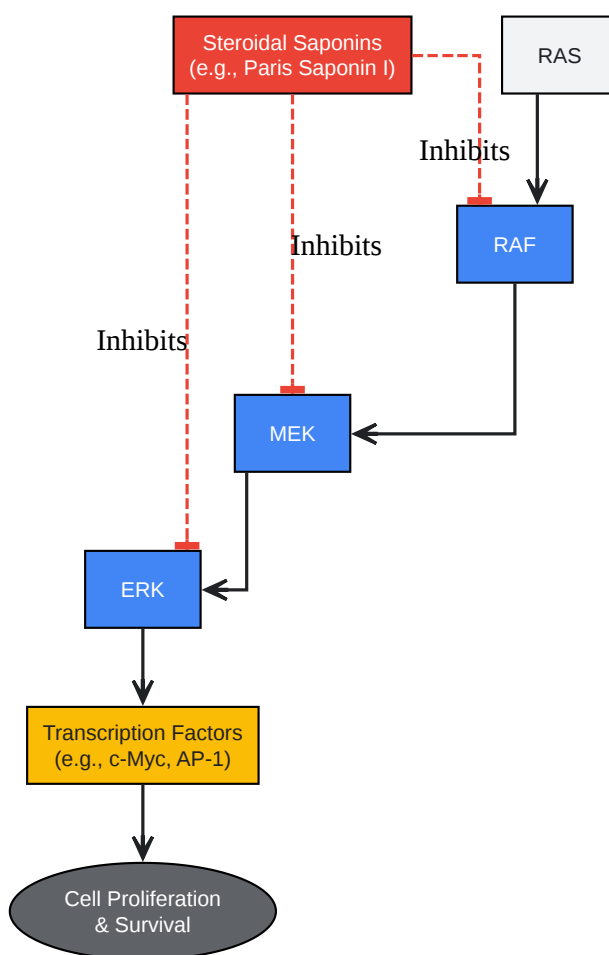 Steroidal Saponins
(e.g., Paris Saponin I)
RAS
Inhibits
RAF
Inhibits
Inhibits
MEK
ERK
Transcription Factors
(e.g., c-Myc, AP-1)
Cell Proliferation
& Survival